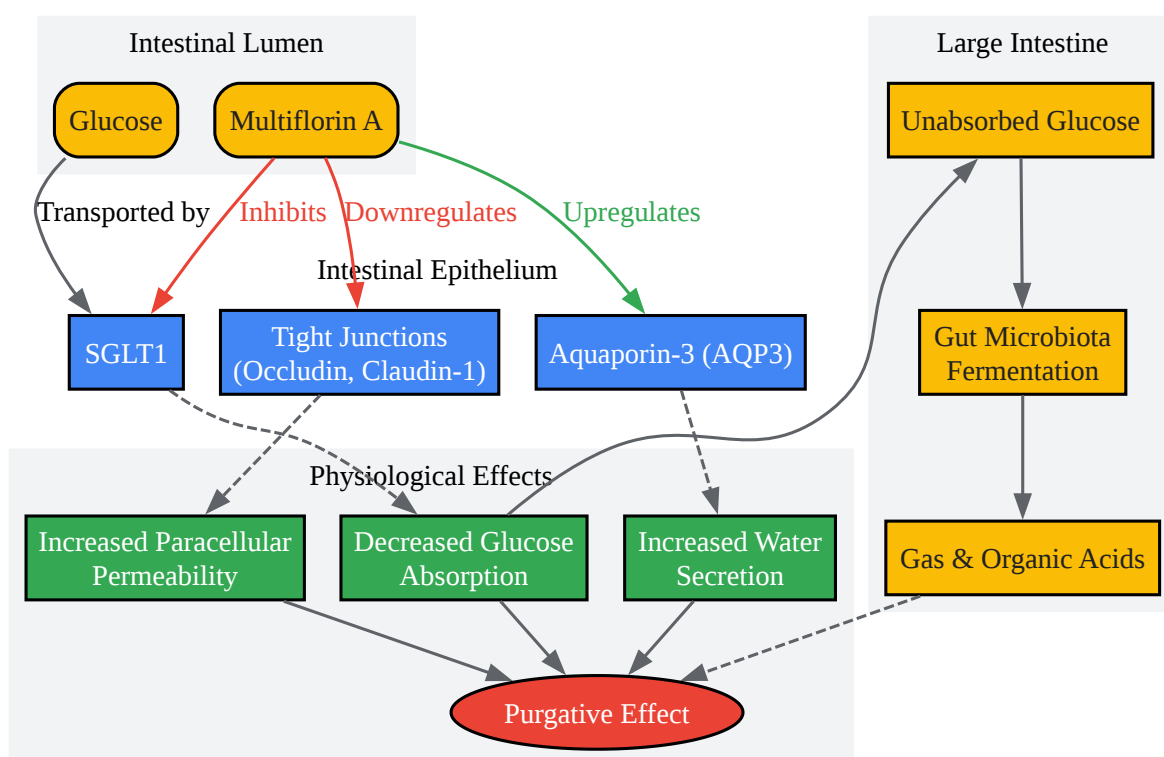 Intestinal Lumen
Large Intestine
Glucose
Multiflorin A
Unabsorbed Glucose
Transported by
Inhibits
Downregulates
Upregulates
Intestinal Epithelium
SGLT1
Tight Junctions
(Occludin, Claudin-1)
Aquaporin-3 (AQP3)
Gut Microbiota
Fermentation
Physiological Effects
Increased Paracellular
Permeability
Decreased Glucose
Absorption
Increased Water
Secretion
Gas & Organic Acids
Purgative Effect